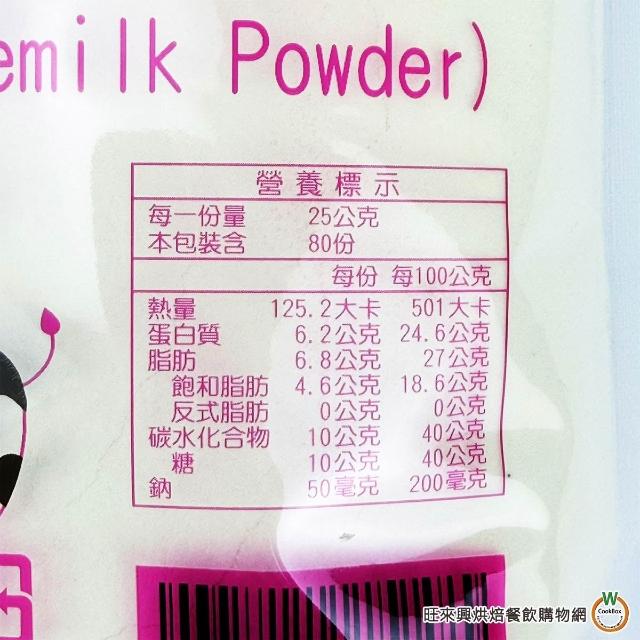 emilk Powder)
營養標示
每一份量 25公克
本包裝含 80份
每份 每100公克
熱量 125.2大卡 501大卡
蛋白質 6.2公克 24.6公克
脂肪 6.8公克 27公克
飽和脂肪 4.6公克 18.6公克
反式脂肪 0公克 0公克
碳水化合物 10公克 40公克
糖 10公克 40公克
鈉 50毫克 200毫克
W
CookBox
旺來興烘焙餐飲購物網